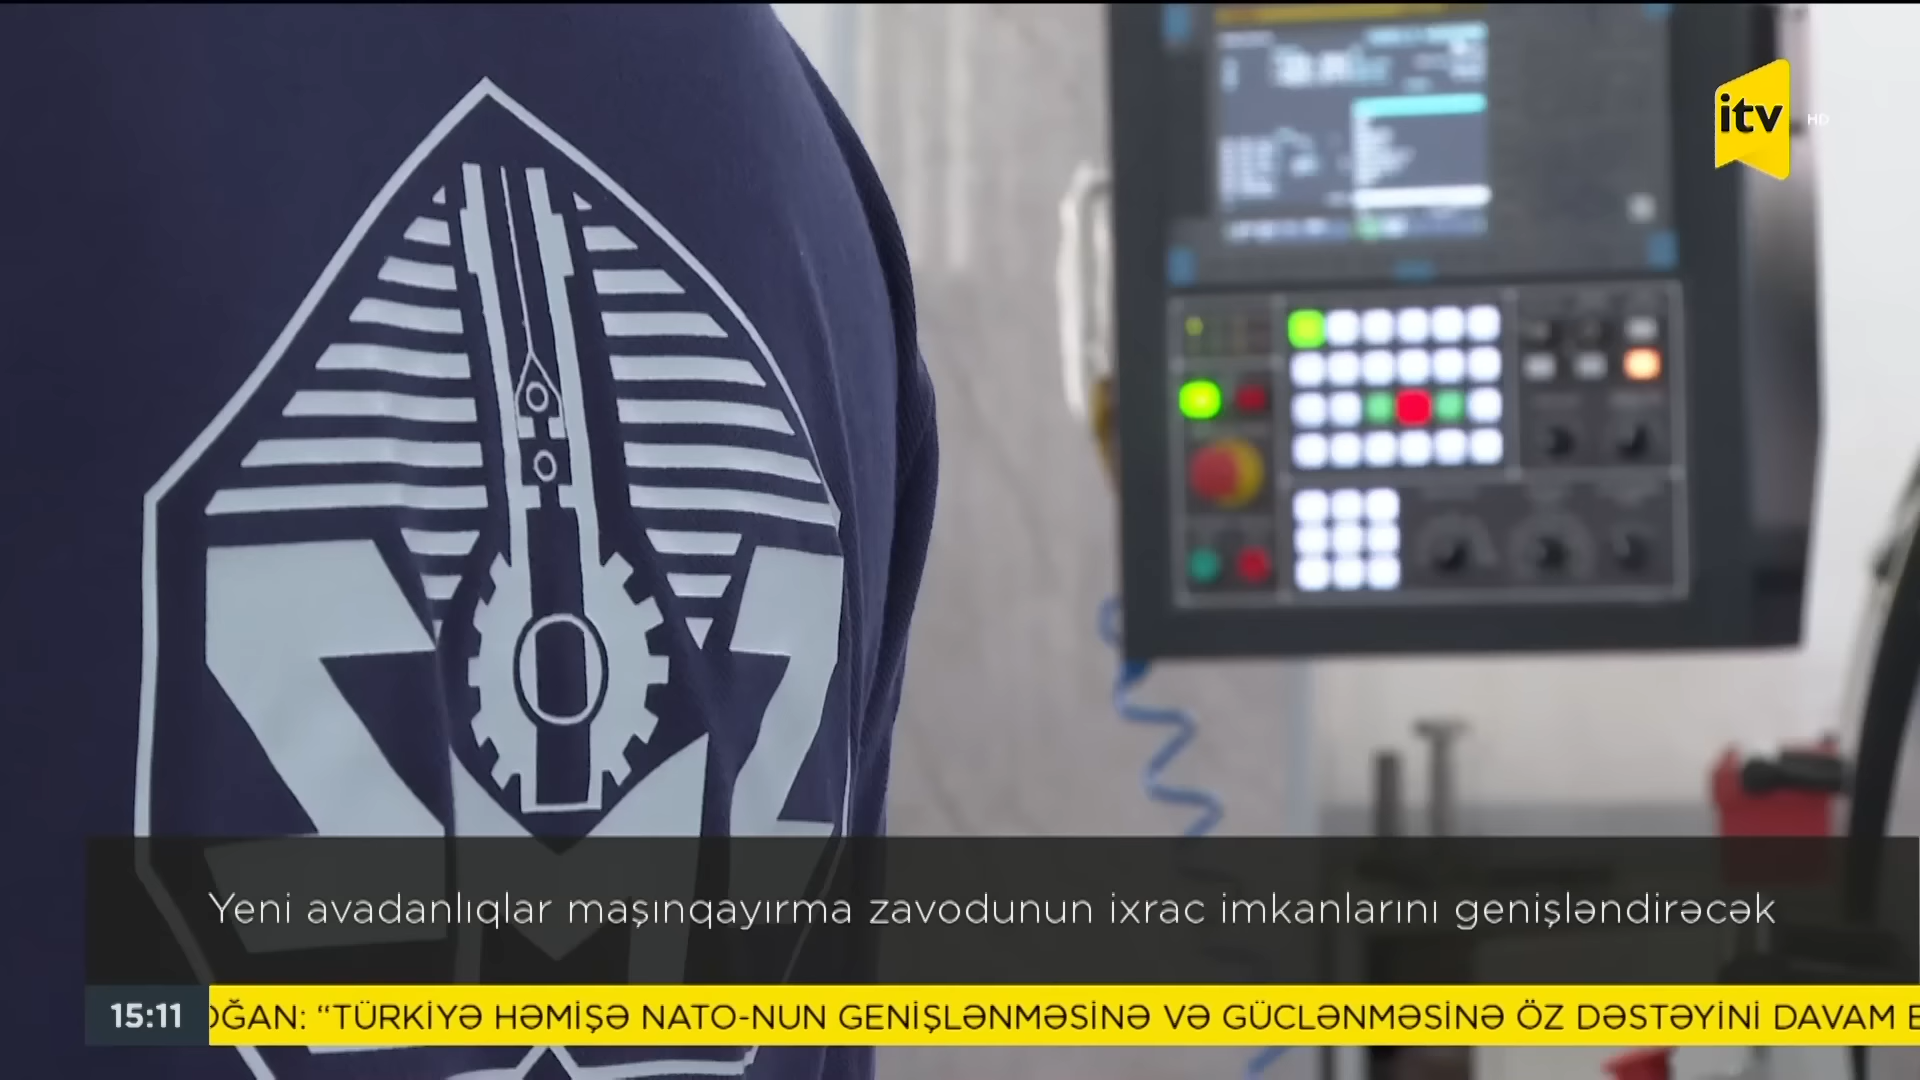 itv
HD
Yeni avadanlıqlar maşınqayırma zavodunun ixrac imkanlarını genişləndirəcək
15:11
OĞAN: “TÜRKİYƏ HƏMİŞƏ NATO-NUN GENİŞLƏNMƏSİNƏ VƏ GÜCLƏNMƏSİNƏ ÖZ DƏSTƏYİNİ DAVAM E